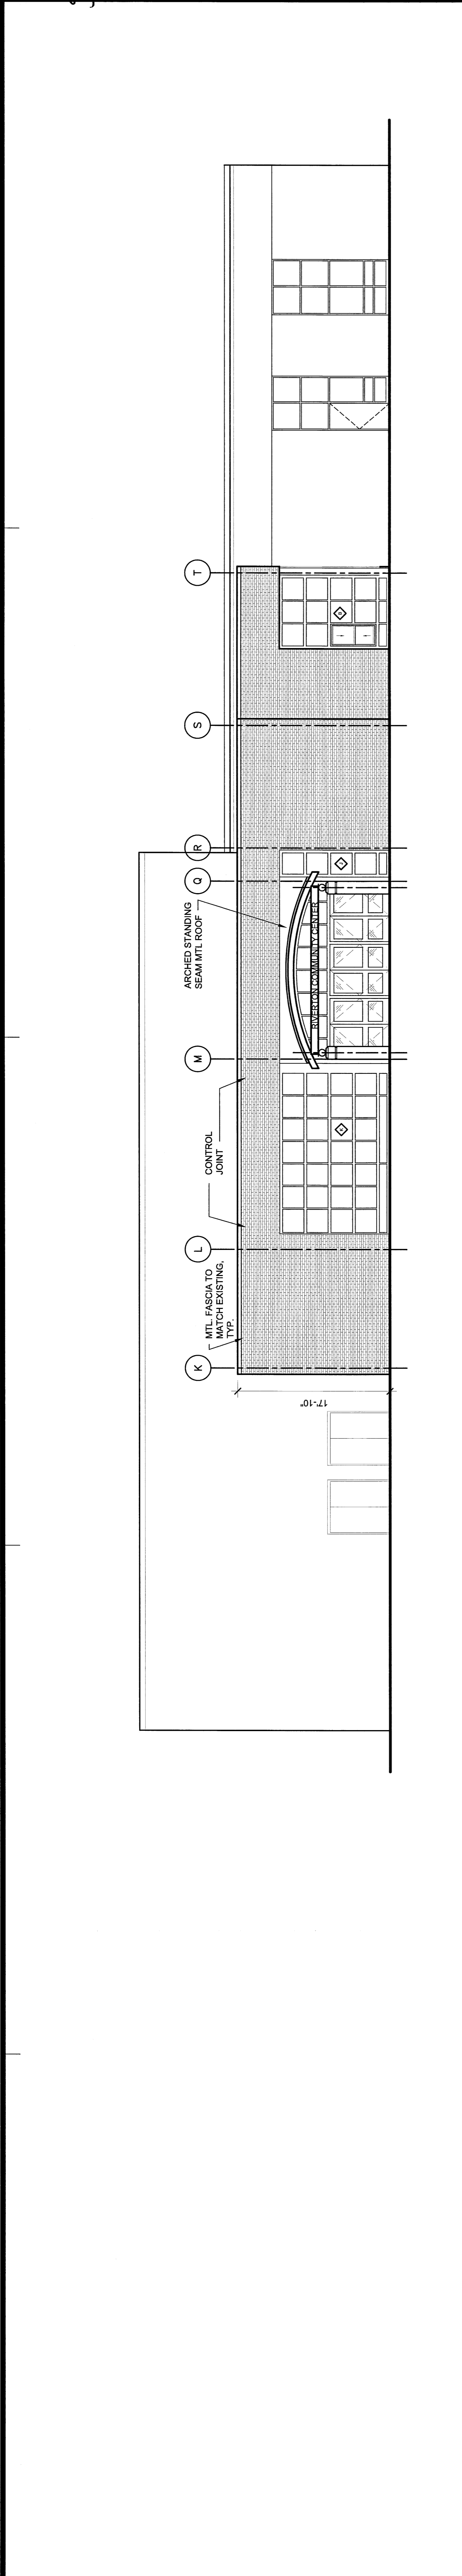 K
L
M
Q
R
S
T
MTL. FASCIA TO
MATCH EXISTING,
TYP.
CONTROL
JOINT
ARCHED STANDING
SEAM MTL ROOF
RIVERTON COMMUNITY CENTER
17'-10"
K